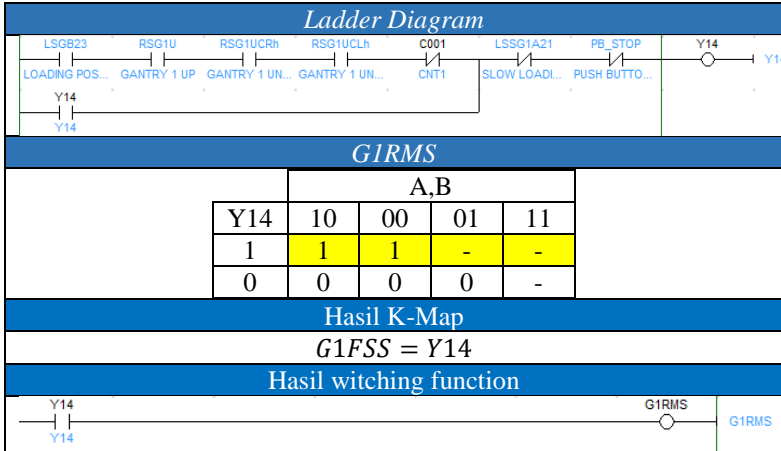 Ladder Diagram
LSGB23 RSG1U RSG1UCRh RSG1UCLh C001 LSSG1A21 PB_STOP Y14
Y1
LOADING POS... GANTRY 1 UP GANTRY 1 UN... GANTRY 1 UN... CNT1 SLOW LOADI... PUSH BUTTO...
Y14
Y14
G1RMS
A,B
Y14 10 00 01 11
1 1 1 - -
0 0 0 0 -
Hasil K-Map
G1FSS = Y14
Hasil witching function
Y14 G1RMS
G1RMS
Y14